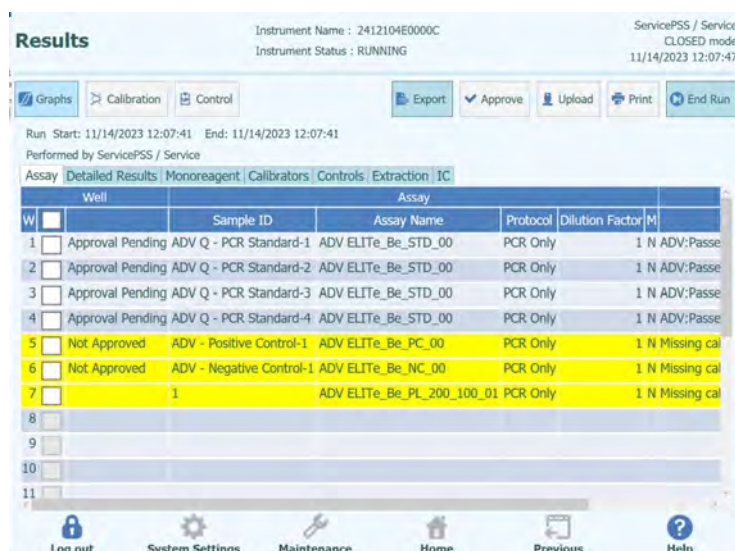 Results
Instrument Name : 2412104E0000C
Instrument Status : RUNNING
ServicePSS / Service
CLOSED mode
11/14/2023 12:07:47
Graphs Calibration Control Export Approve Upload Print End Run
Run Start: 11/14/2023 12:07:41 End: 11/14/2023 12:07:41
Performed by ServicePSS / Service
Assay Detailed Results Monoreagent Calibrators Controls Extraction IC
Well Assay
W Sample ID Assay Name Protocol Dilution Factor M
1 Approval Pending ADV Q - PCR Standard-1 ADV ELITe_Be_STD_00 PCR Only 1 N ADV:Passe
2 Approval Pending ADV Q - PCR Standard-2 ADV ELITe_Be_STD_00 PCR Only 1 N ADV:Passe
3 Approval Pending ADV Q - PCR Standard-3 ADV ELITe_Be_STD_00 PCR Only 1 N ADV:Passe
4 Approval Pending ADV Q - PCR Standard-4 ADV ELITe_Be_STD_00 PCR Only 1 N ADV:Passe
5 Not Approved ADV - Positive Control-1 ADV ELITe_Be_PC_00 PCR Only 1 N Missing cal
6 Not Approved ADV - Negative Control-1 ADV ELITe_Be_NC_00 PCR Only 1 N Missing cal
7 1 ADV ELITe_Be_PL_200_100_01 PCR Only 1 N Missing cal
8
9
10
11
Log out System Settings Maintenance Home Previous Help